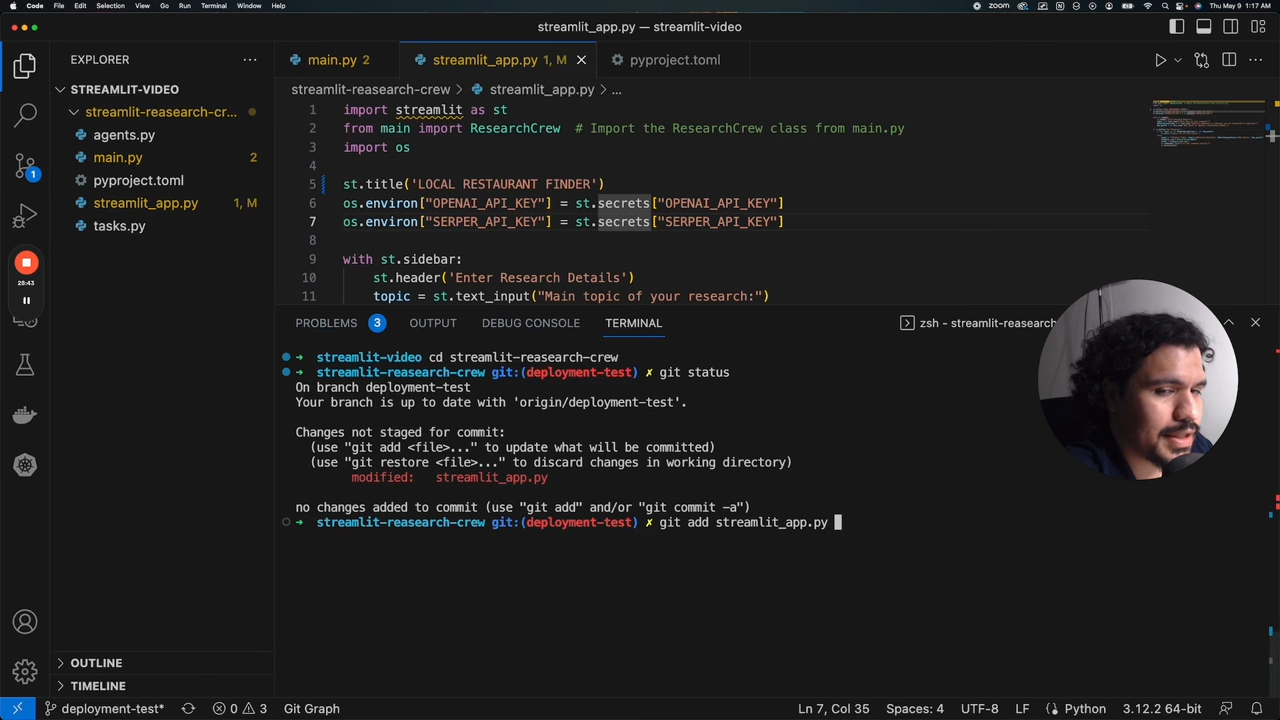 Code File Edit Selection View Go Run Terminal Window Help zoom Thu May 9 1:17 AM
streamlit_app.py — streamlit-video
EXPLORER
STREAMLIT-VIDEO
streamlit-reasearch-cr...
agents.py
main.py 2
pyproject.toml
streamlit_app.py 1, M
tasks.py
28:43
1
OUTLINE
TIMELINE
main.py 2 streamlit_app.py 1, M pyproject.toml
streamlit-reasearch-crew > streamlit_app.py > ...
1 import streamlit as st
2 from main import ResearchCrew # Import the ResearchCrew class from main.py
3 import os
4
5 st.title('LOCAL RESTAURANT FINDER')
6 os.environ["OPENAI_API_KEY"] = st.secrets["OPENAI_API_KEY"]
7 os.environ["SERPER_API_KEY"] = st.secrets["SERPER_API_KEY"]
8
9 with st.sidebar:
10 st.header('Enter Research Details')
11 topic = st.text_input("Main topic of your research:")
PROBLEMS 3 OUTPUT DEBUG CONSOLE TERMINAL zsh - streamlit-reasearch
➜ streamlit-video cd streamlit-reasearch-crew
➜ streamlit-reasearch-crew git:(deployment-test) ✗ git status
On branch deployment-test
Your branch is up to date with 'origin/deployment-test'.
Changes not staged for commit:
(use "git add <file>..." to update what will be committed)
(use "git restore <file>..." to discard changes in working directory)
modified: streamlit_app.py
no changes added to commit (use "git add" and/or "git commit -a")
➜ streamlit-reasearch-crew git:(deployment-test) ✗ git add streamlit_app.py
deployment-test* 0 3 Git Graph Ln 7, Col 35 Spaces: 4 UTF-8 LF Python 3.12.2 64-bit